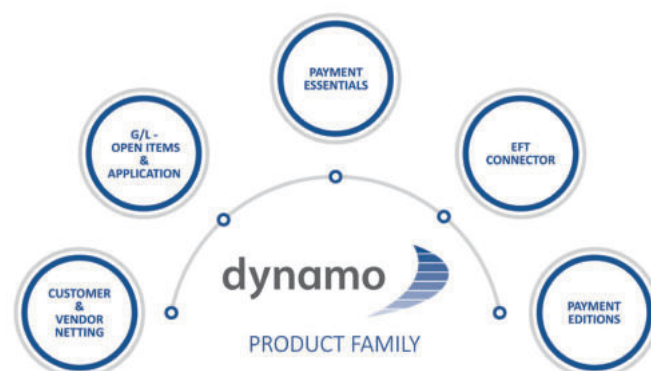 PAYMENT
ESSENTIALS
G/L -
OPEN ITEMS
&
APPLICATION
EFT
CONNECTOR
CUSTOMER
&
VENDOR
NETTING
dynamo
PRODUCT FAMILY
PAYMENT
EDITIONS